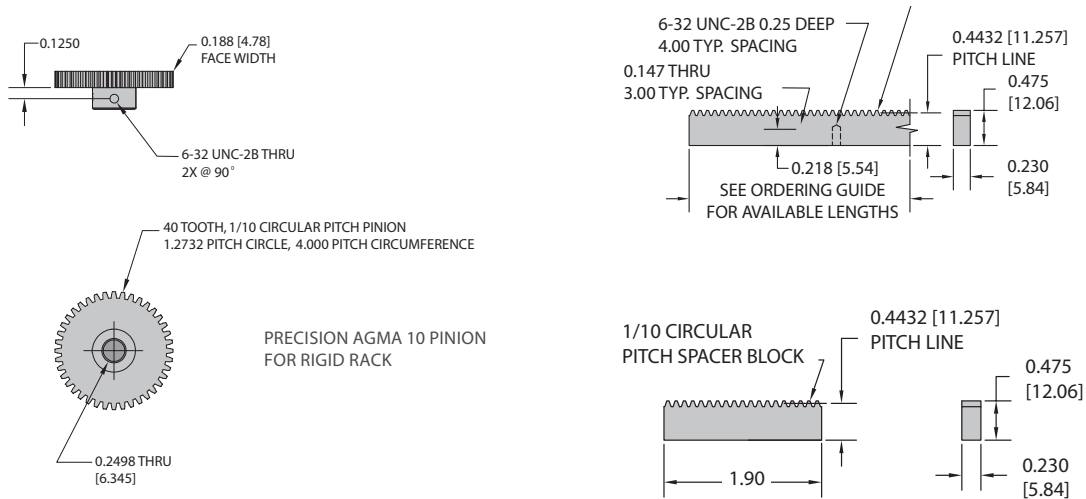 0.1250
0.188 [4.78]
FACE WIDTH
6-32 UNC-2B THRU
2X @ 90°
40 TOOTH, 1/10 CIRCULAR PITCH PINION
1.2732 PITCH CIRCLE, 4.000 PITCH CIRCUMFERENCE
PRECISION AGMA 10 PINION
FOR RIGID RACK
0.2498 THRU
[6.345]
6-32 UNC-2B 0.25 DEEP
4.00 TYP. SPACING
0.147 THRU
3.00 TYP. SPACING
0.4432 [11.257]
PITCH LINE
0.475
[12.06]
0.218 [5.54]
SEE ORDERING GUIDE
FOR AVAILABLE LENGTHS
0.230
[5.84]
1/10 CIRCULAR
PITCH SPACER BLOCK
0.4432 [11.257]
PITCH LINE
0.475
[12.06]
1.90
0.230
[5.84]